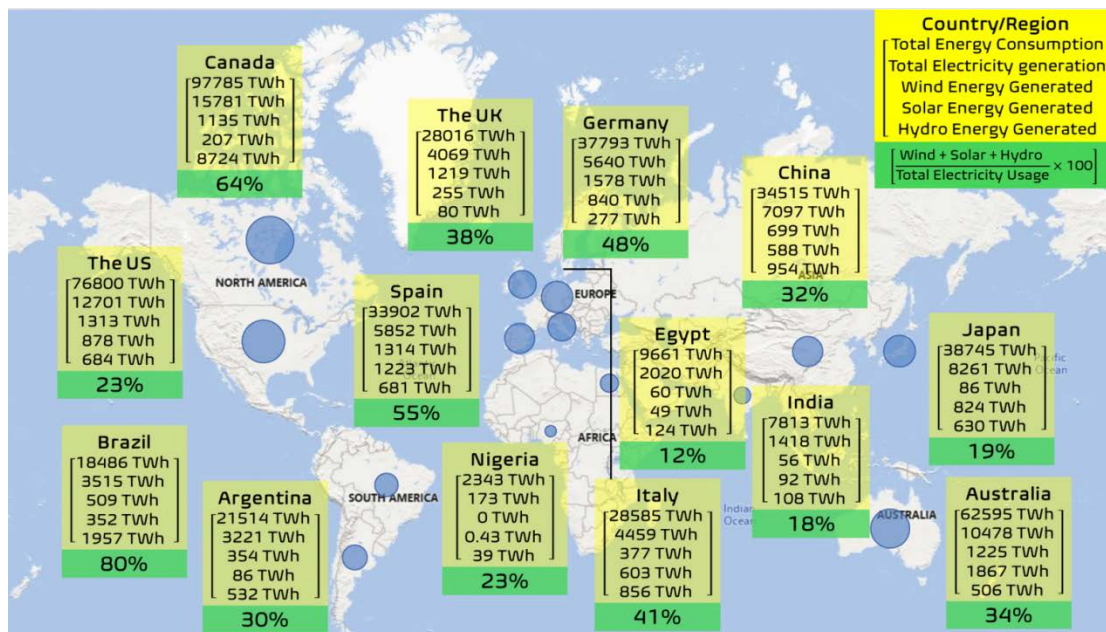 Country/Region
Total Energy Consumption
Total Electricity generation
Wind Energy Generated
Solar Energy Generated
Hydro Energy Generated
Wind + Solar + Hydro
Total Electricity Usage
× 100
Canada
97785 TWh
15781 TWh
1135 TWh
207 TWh
8724 TWh
64%
The UK
28016 TWh
4069 TWh
1219 TWh
255 TWh
80 TWh
38%
Germany
37793 TWh
5640 TWh
1578 TWh
840 TWh
277 TWh
48%
China
34515 TWh
7097 TWh
699 TWh
588 TWh
954 TWh
32%
ASIA
The US
76800 TWh
12701 TWh
1313 TWh
878 TWh
684 TWh
23%
NORTH AMERICA
Spain
33902 TWh
5852 TWh
1314 TWh
1223 TWh
681 TWh
55%
Ocean
EUROPE
Egypt
9661 TWh
2020 TWh
60 TWh
49 TWh
124 TWh
12%
AFRICA
India
7813 TWh
1418 TWh
56 TWh
92 TWh
108 TWh
18%
Japan
38745 TWh
8261 TWh
86 TWh
824 TWh
630 TWh
19%
Pacific
Ocean
Brazil
18486 TWh
3515 TWh
509 TWh
352 TWh
1957 TWh
80%
Argentina
21514 TWh
3221 TWh
354 TWh
86 TWh
532 TWh
30%
SOUTH AMERICA
Nigeria
2343 TWh
173 TWh
0 TWh
0.43 TWh
39 TWh
23%
Italy
28585 TWh
4459 TWh
377 TWh
603 TWh
856 TWh
41%
Indian
Ocean
AUSTRALIA
Australia
62595 TWh
10478 TWh
1225 TWh
1867 TWh
506 TWh
34%